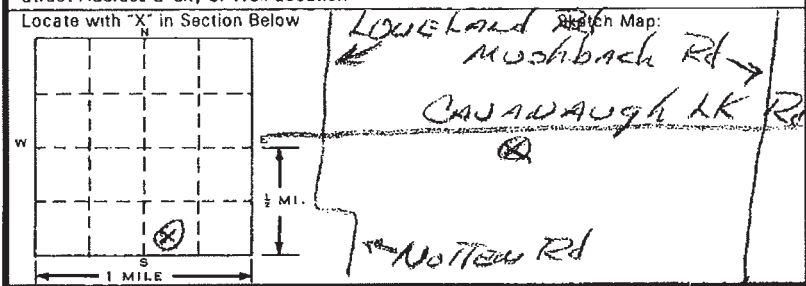 Locate with "X" in Section Below
Sketch Map:
N
W
E
S
½ MI.
1 MILE
X
LOVELAND Rd
Mushbach Rd
CAVANAUgh LK Rd
X
Notten Rd